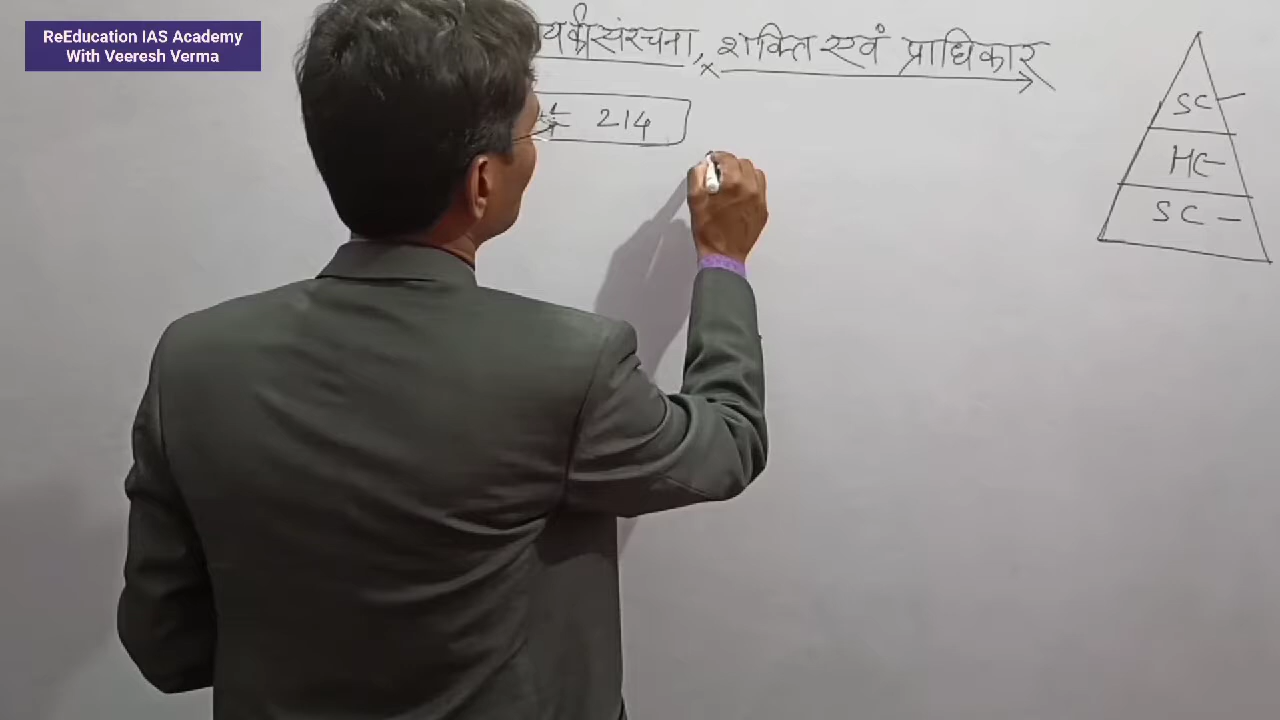 ReEducation IAS Academy
With Veeresh Verma
संरचना, शक्ति एवं प्राधिकार
214
SC
HC
SC